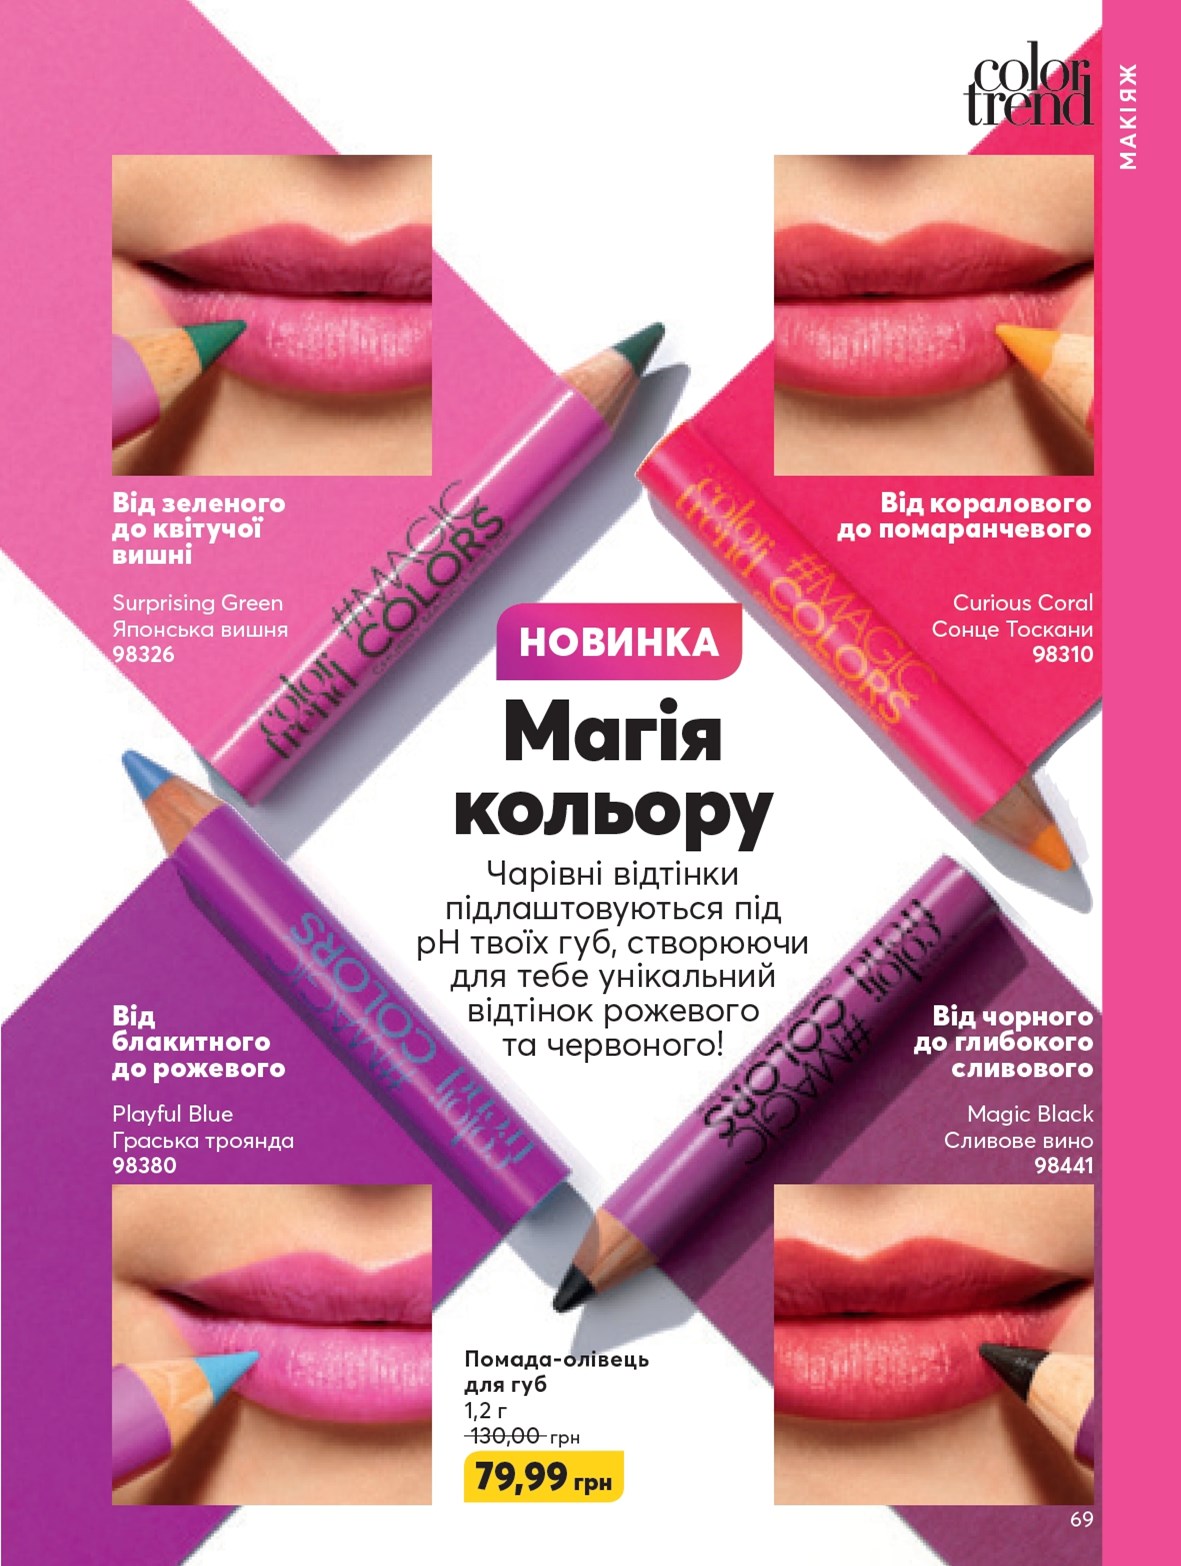 color
trend
МАКІЯЖ
Від зеленого
до квітучої
вишні
Surprising Green
Японська вишня
98326
Від коралового
до помаранчевого
Curious Coral
Сонце Тоскани
98310
color
trend
#MAGIC
COLORS
color
trend
#MAGIC
COLORS
НОВИНКА
Магія
кольору
Чарівні відтінки
підлаштовуються під
pH твоїх губ, створюючи
для тебе унікальний
відтінок рожевого
та червоного!
color
trend
#MAGIC
COLORS
color
trend
#MAGIC
COLORS
Від
блакитного
до рожевого
Playful Blue
Граська троянда
98380
Від чорного
до глибокого
сливового
Magic Black
Сливове вино
98441
Помада-олівець
для губ
1,2 г
130,00 грн
79,99 грн
69